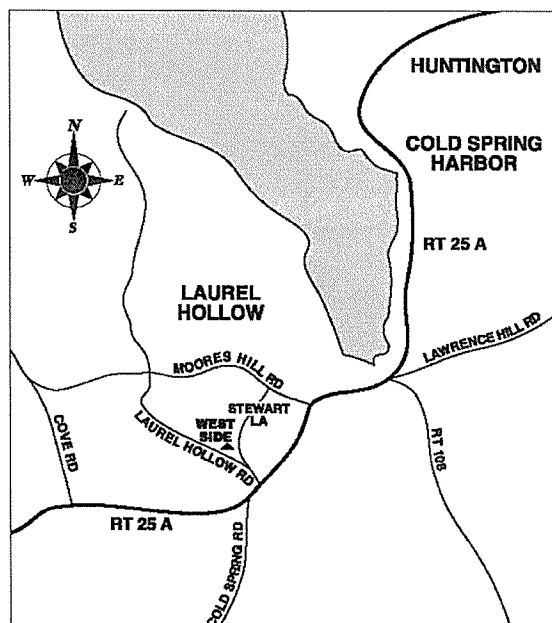 HUNTINGTON
COLD SPRING
HARBOR
N
W
E
S
RT 25 A
LAUREL
HOLLOW
LAWRENCE HILL RD
MOORES HILL RD
STEWART
LA
WEST
SIDE
LAUREL HOLLOW RD
COVE RD
RT 108
RT 25 A
COLD SPRING RD